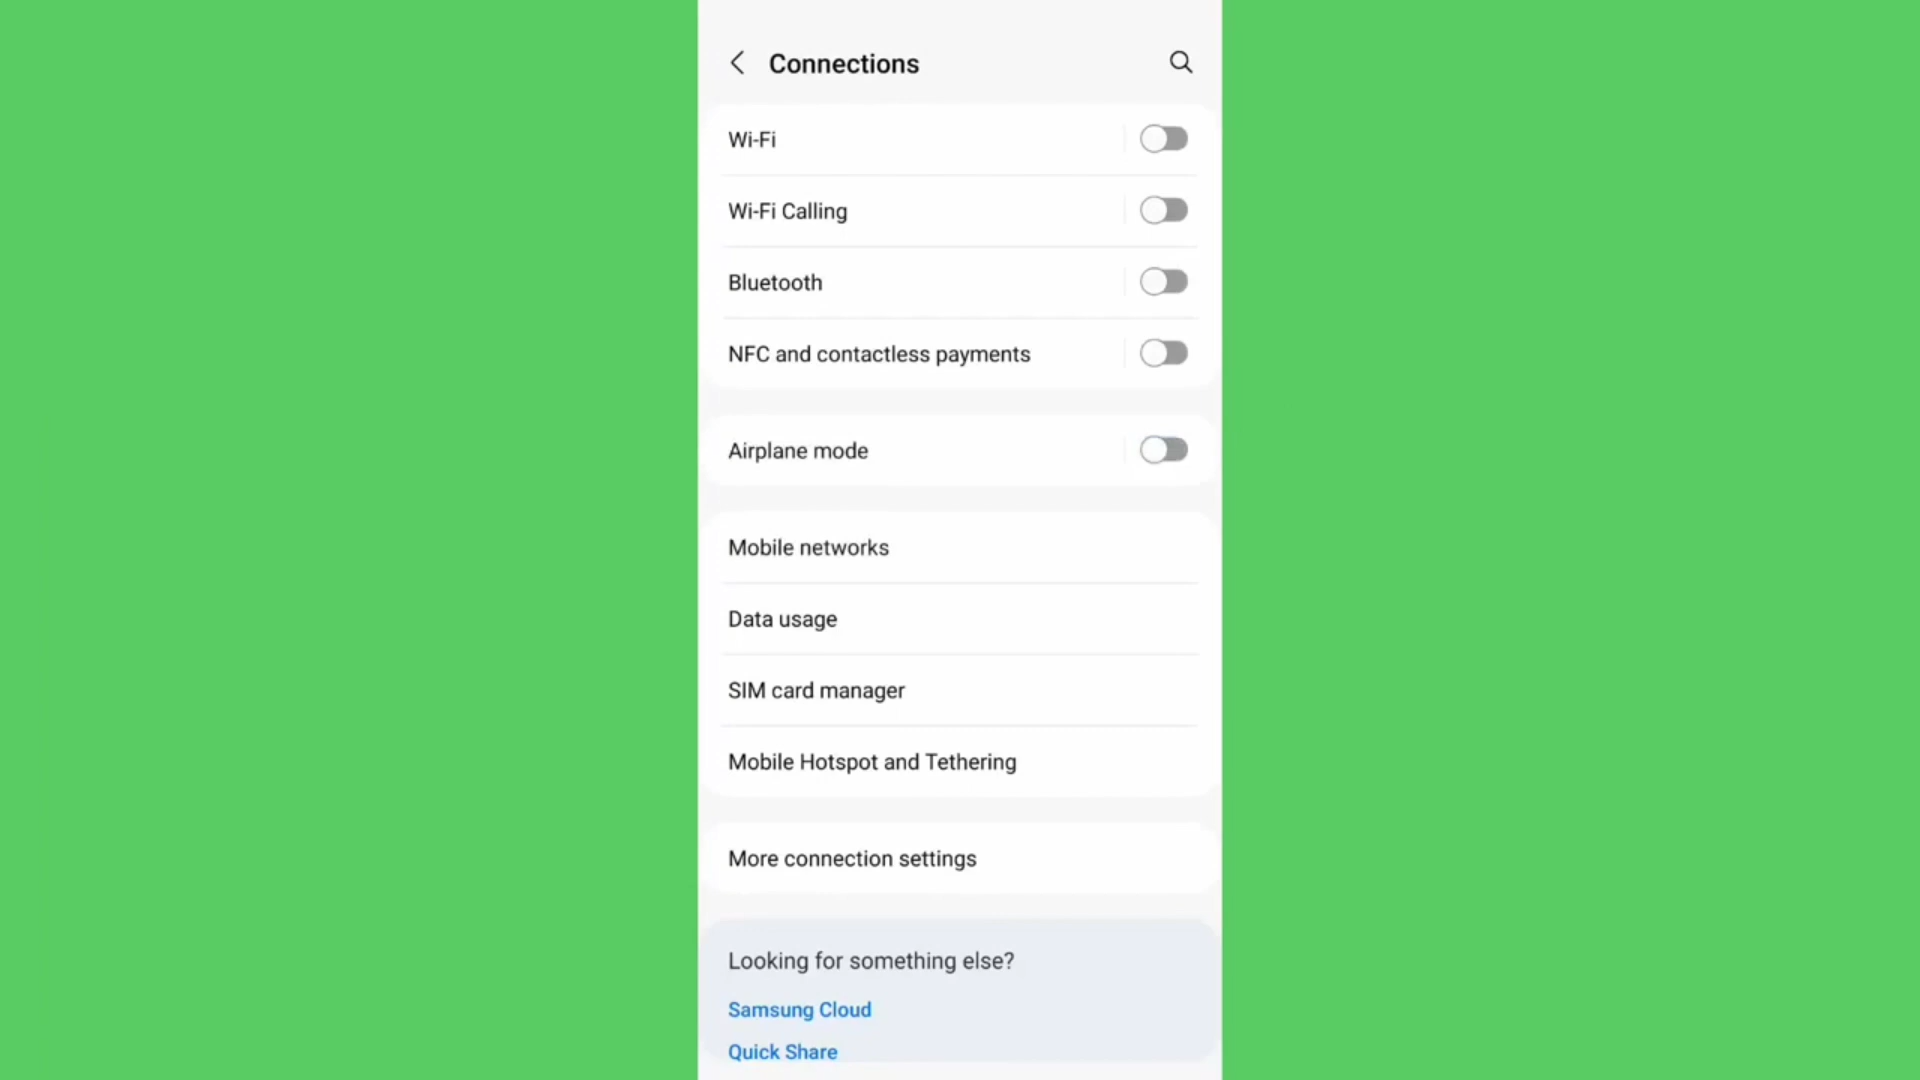 Connections
Wi-Fi
Wi-Fi Calling
Bluetooth
NFC and contactless payments
Airplane mode
Mobile networks
Data usage
SIM card manager
Mobile Hotspot and Tethering
More connection settings
Looking for something else?
Samsung Cloud
Quick Share